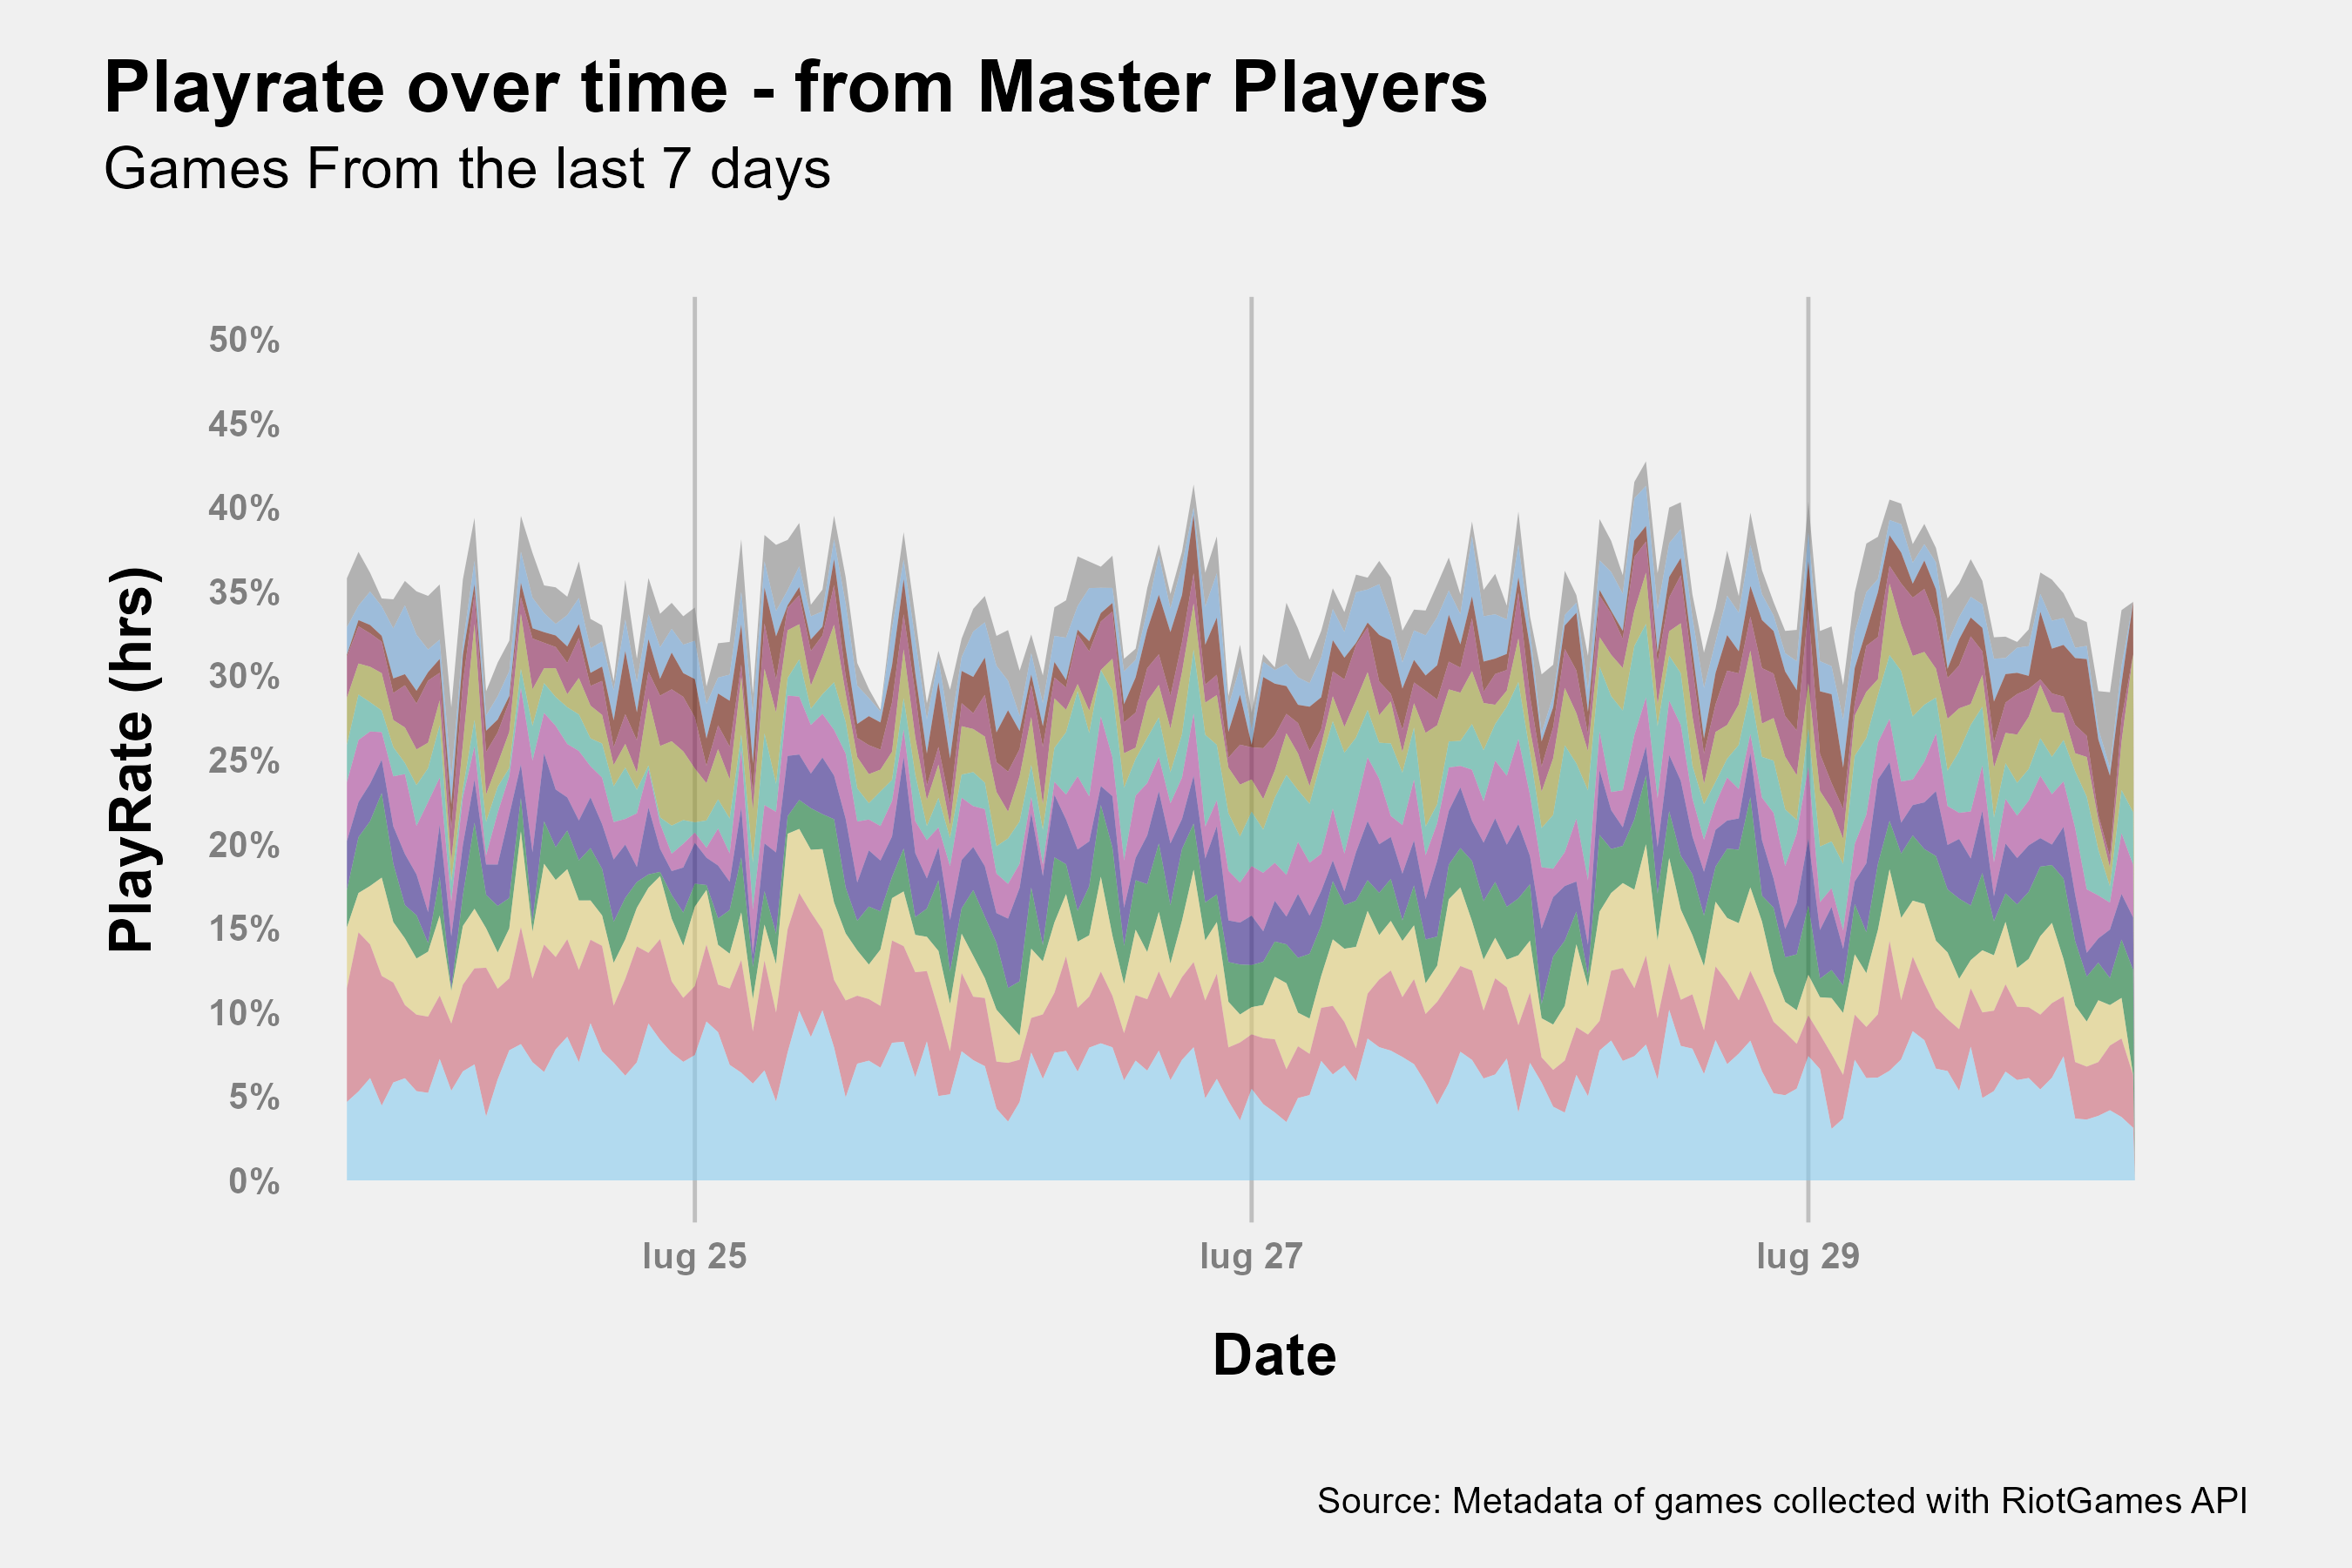 Playrate over time - from Master Players
Games From the last 7 days
PlayRate (hrs)
50%
45%
40%
35%
30%
25%
20%
15%
10%
5%
0%
lug 25
lug 27
lug 29
Date
Source: Metadata of games collected with RiotGames API